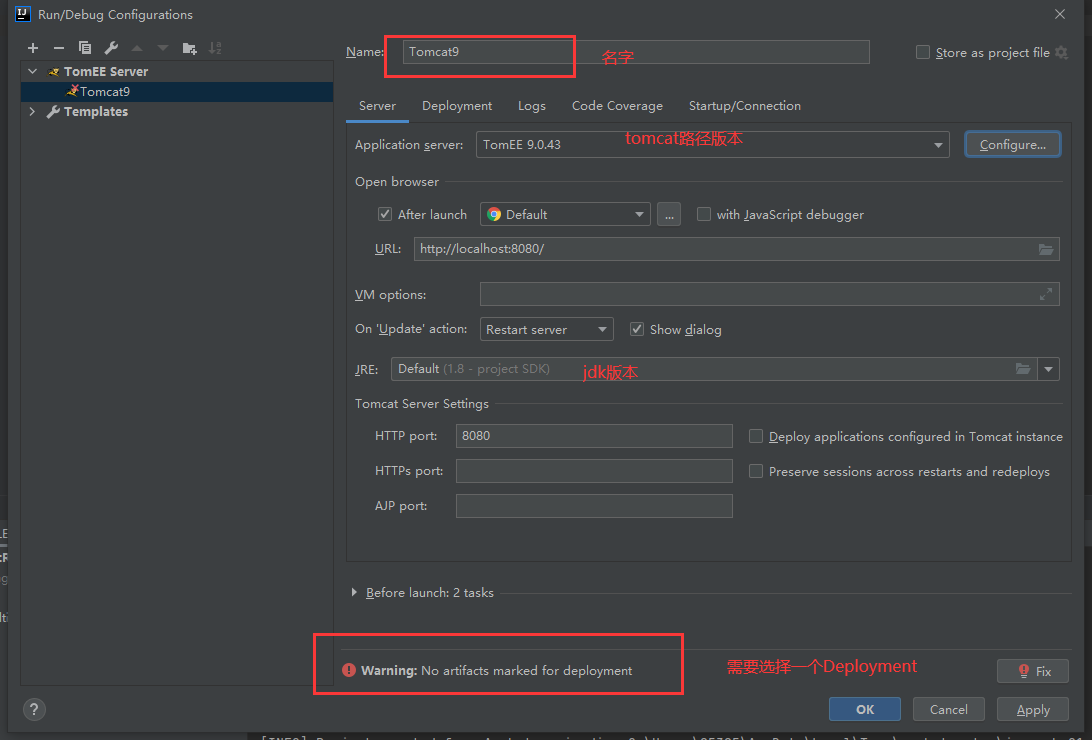 Run/Debug Configurations
Name: Tomcat9 名字 Store as project file
TomEE Server
Tomcat9
Templates
Server Deployment Logs Code Coverage Startup/Connection
tomcat路径版本
Application server: TomEE 9.0.43 Configure...
Open browser
After launch Default ... with JavaScript debugger
URL: http://localhost:8080/
VM options:
On 'Update' action: Restart server Show dialog
JRE: Default (1.8 - project SDK) jdk版本
Tomcat Server Settings
HTTP port: 8080 Deploy applications configured in Tomcat instance
HTTPs port: Preserve sessions across restarts and redeploys
AJP port:
Before launch: 2 tasks
Warning: No artifacts marked for deployment 需要选择一个Deployment Fix
? OK Cancel Apply